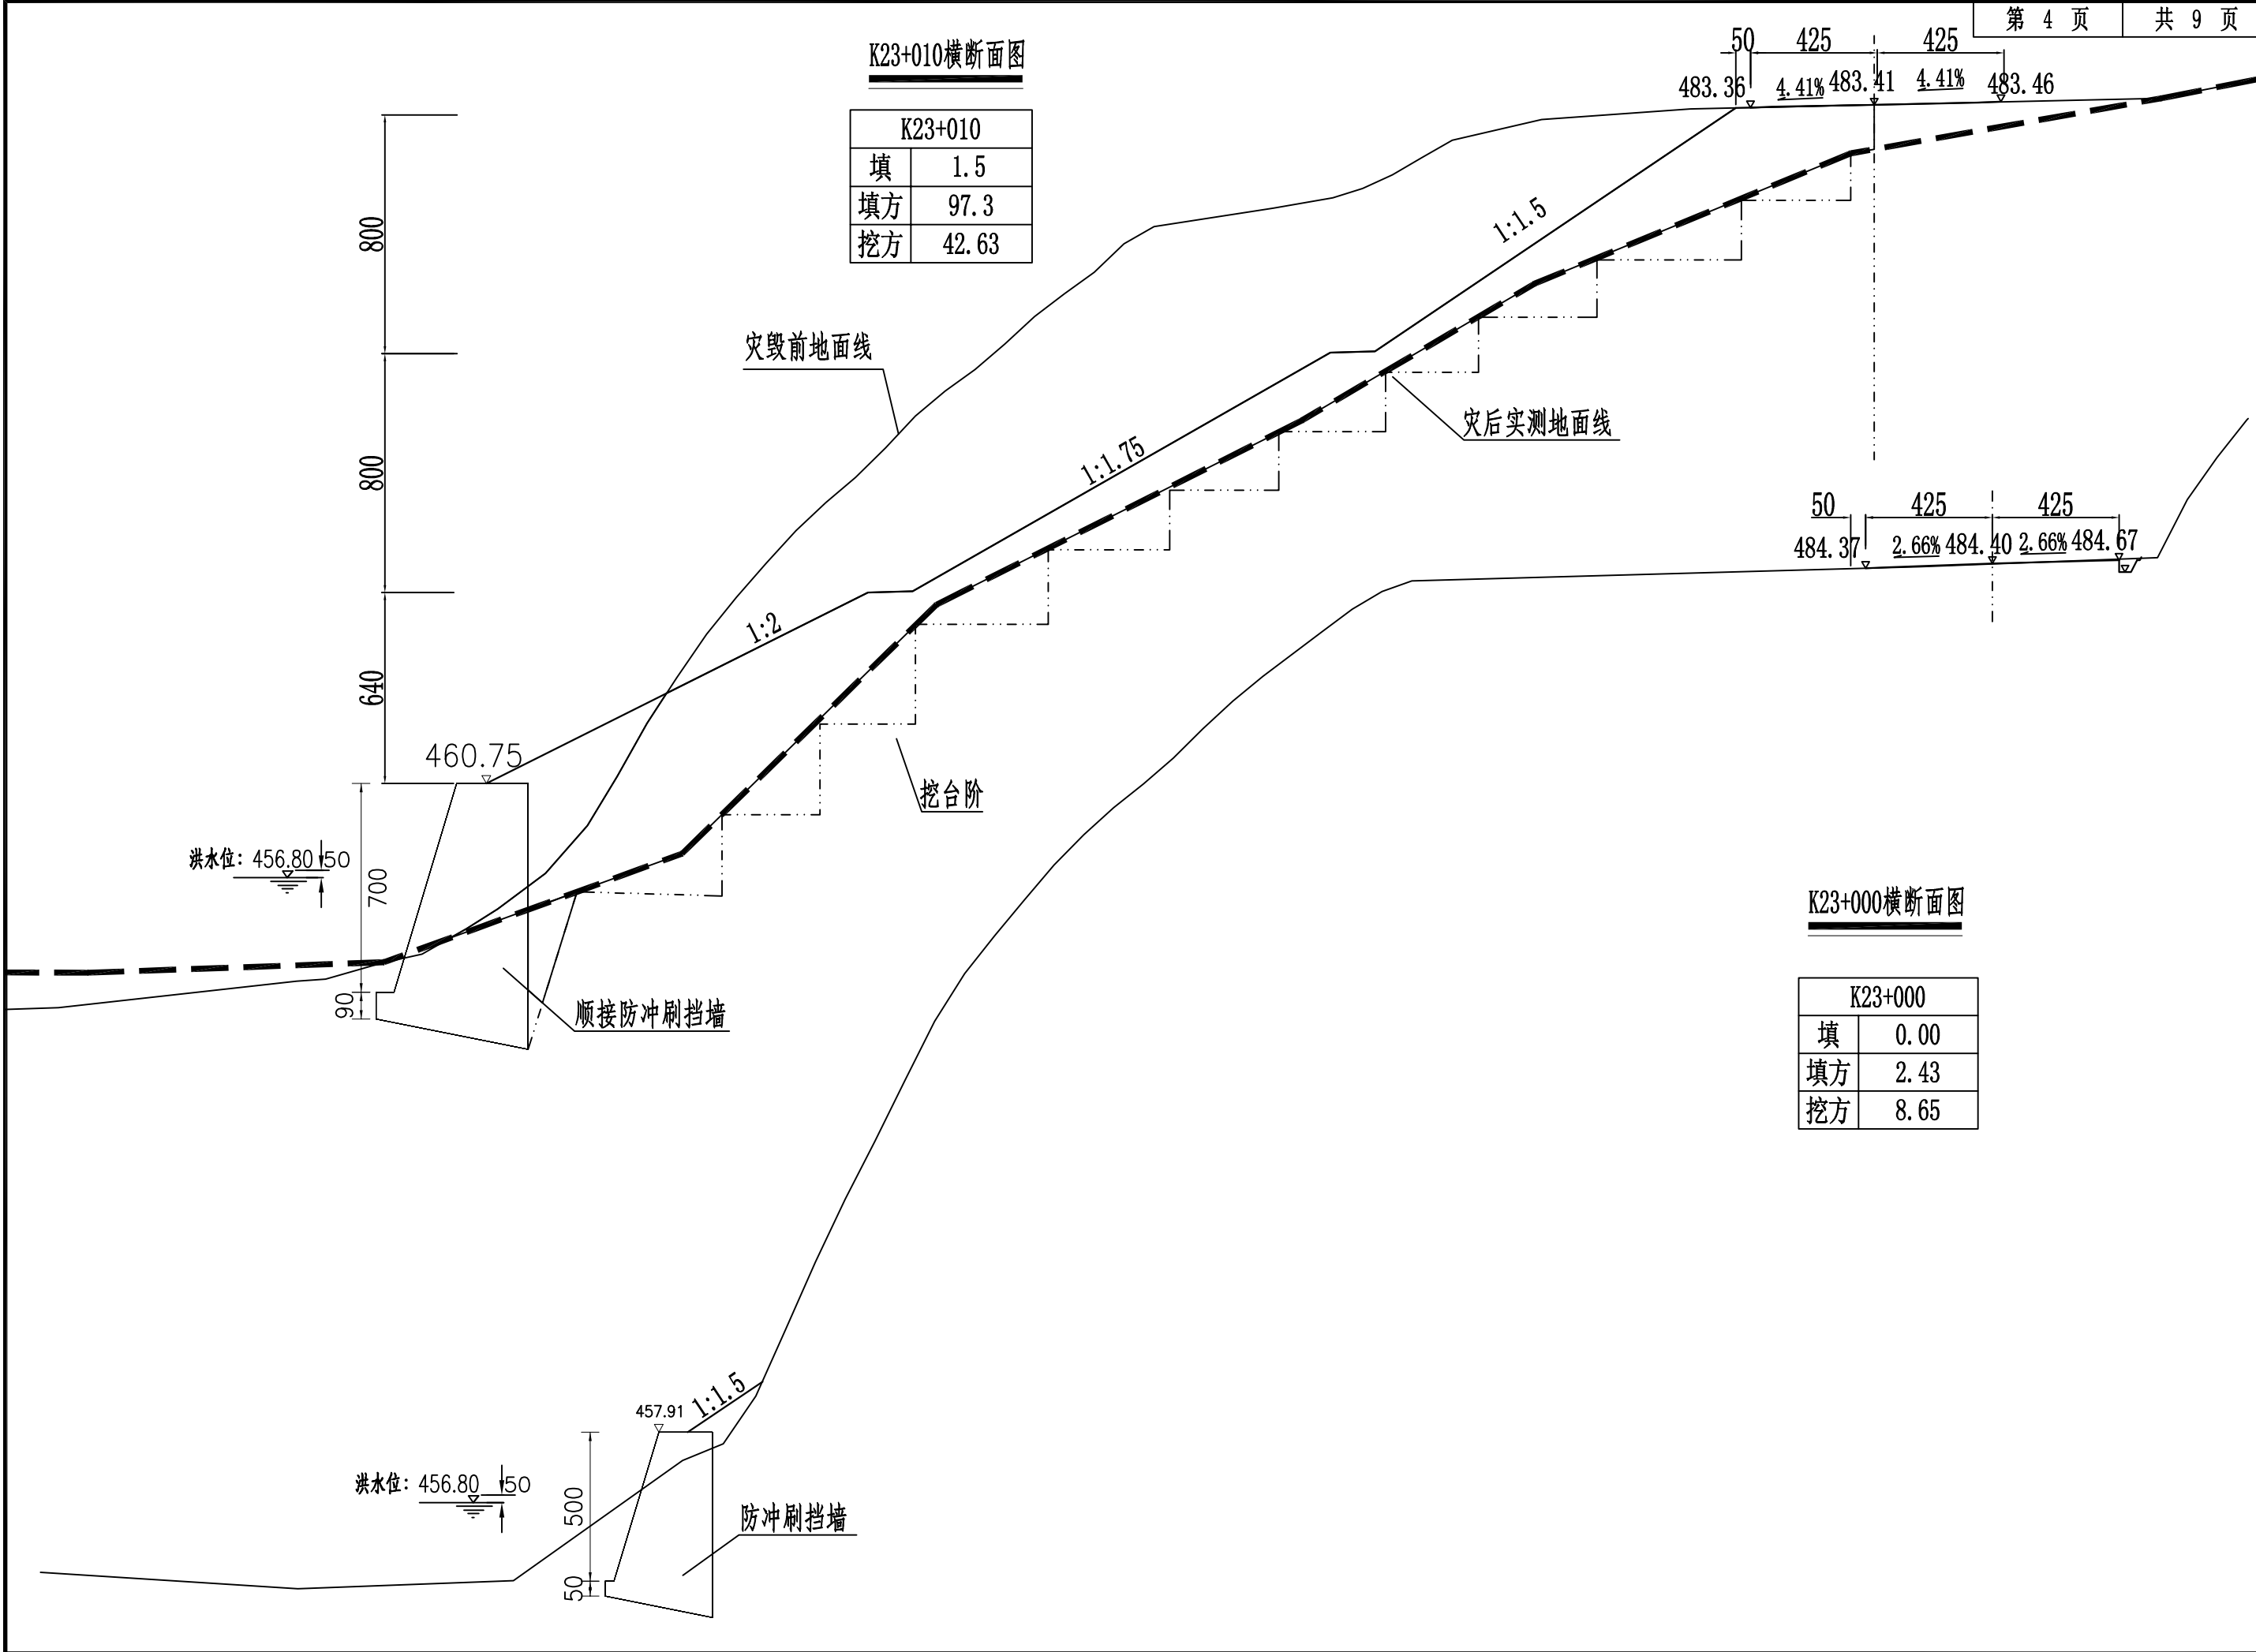 第 4 页 共 9 页
K23+010横断面图
50 425 425
483.36 4.41% 483.41 4.41% 483.46
K23+010
填 1.5
填方 97.3
挖方 42.63
800
1:1.5
灾毁前地面线
灾后实测地面线
800
1:1.75
50 425 425
484.37 2.66% 484.40 2.66% 484.67
1:2
640
460.75
挖台阶
洪水位: 456.80 50
700
K23+000横断面图
90
顺接防冲刷挡墙
K23+000
填 0.00
填方 2.43
挖方 8.65
1:1.5
457.91
洪水位: 456.80 50
500
防冲刷挡墙
50